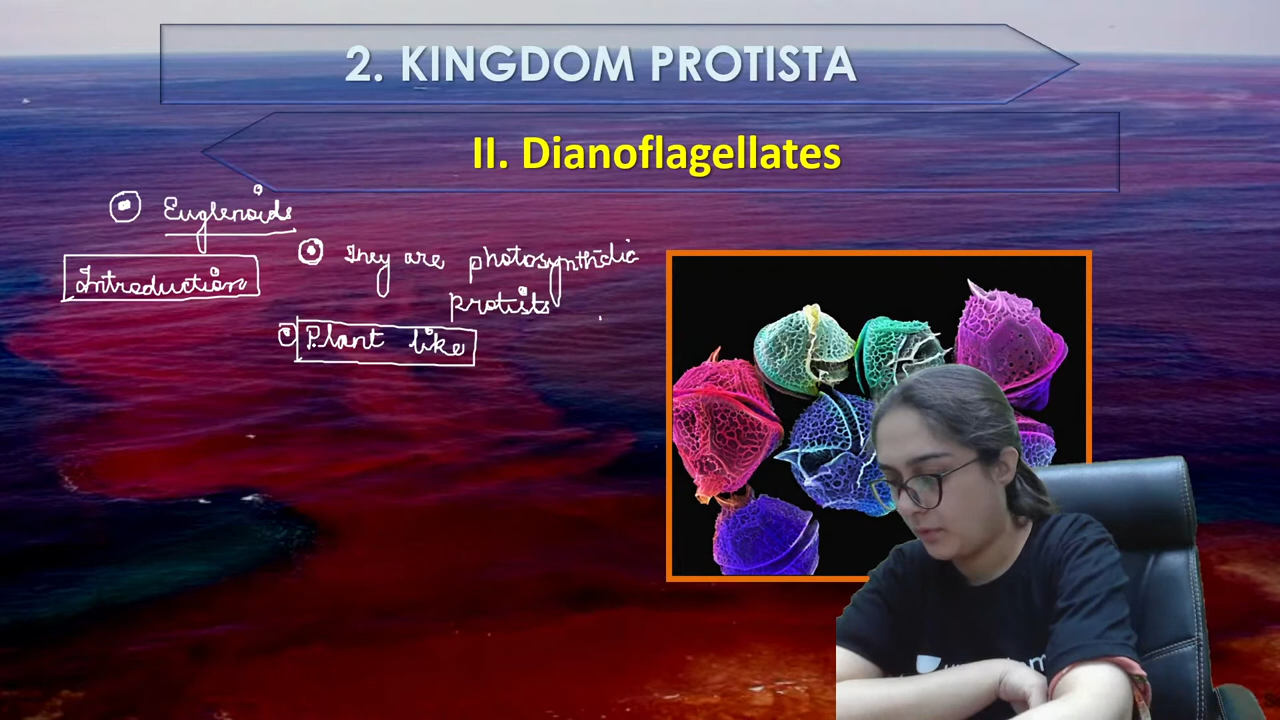 2. KINGDOM PROTISTA
II. Dianoflagellates
Euglenoids
Introduction
They are photosynthetic
protists
Plant like